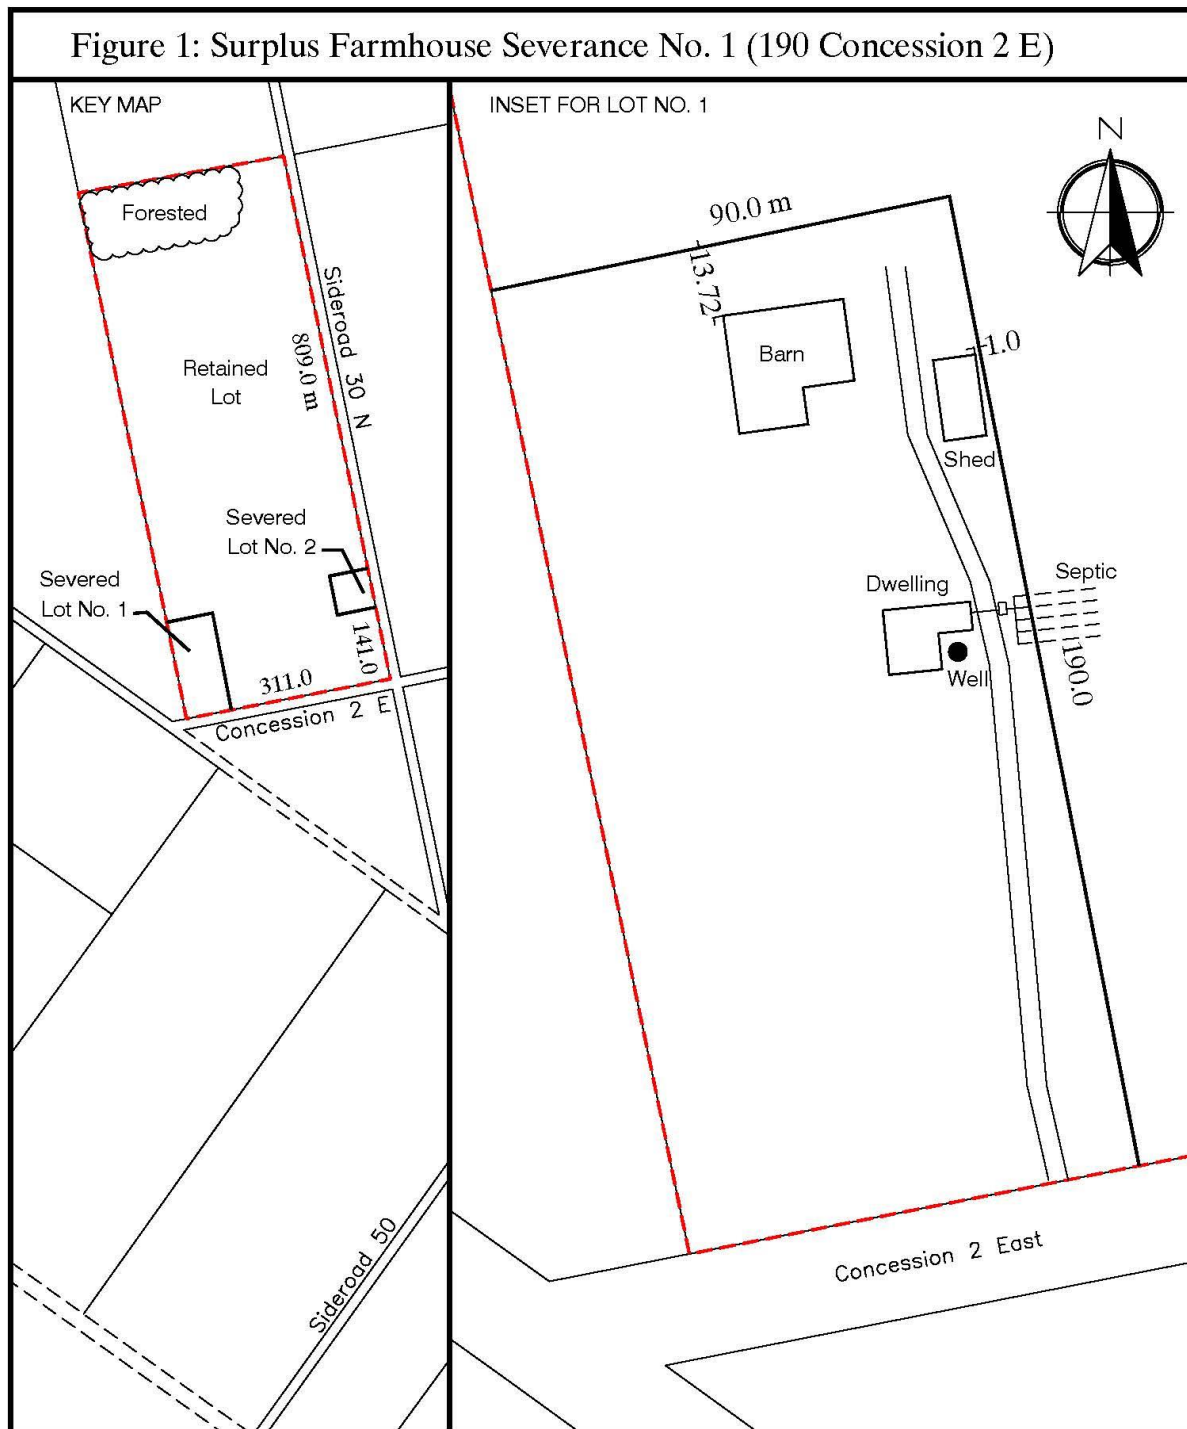 Figure 1: Surplus Farmhouse Severance No. 1 (190 Concession 2 E)
KEY MAP
Forested
Sideroad 30 N
809.0 m
Retained
Lot
Severed
Lot No. 2
Severed
Lot No. 1
141.0
311.0
Concession 2 E
Sideroad 50
INSET FOR LOT NO. 1
N
90.0 m
13.72
Barn
1.0
Shed
Dwelling
Septic
Well
190.0
Concession 2 East